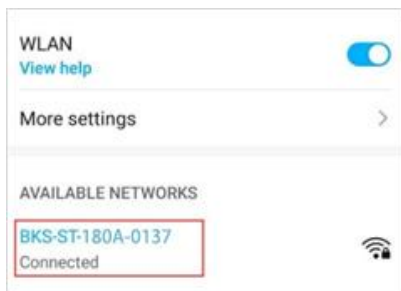 WLAN
View help
More settings
AVAILABLE NETWORKS
BKS-ST-180A-0137
Connected